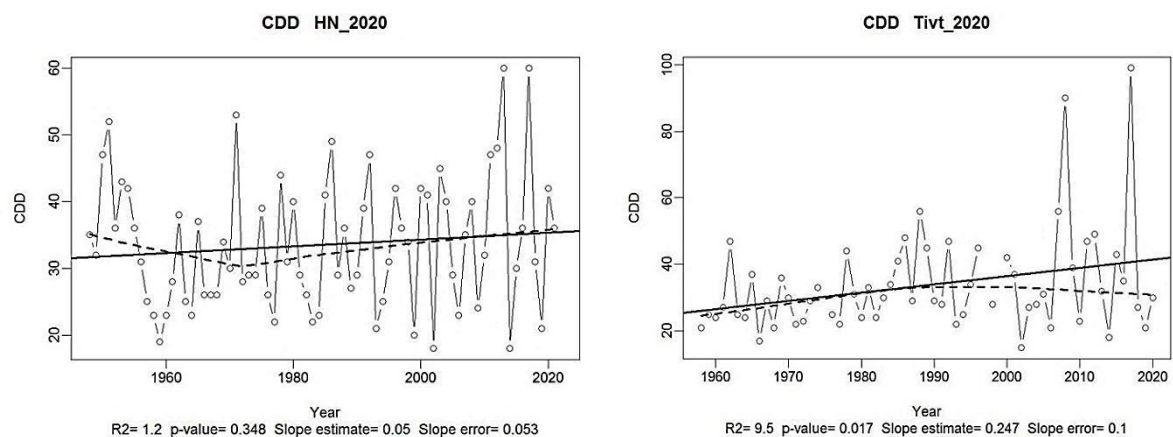 CDD HN_2020
60
50
40
30
20
CDD
1960 1980 2000 2020
Year
R2= 1.2 p-value= 0.348 Slope estimate= 0.05 Slope error= 0.053
CDD Tivt_2020
100
80
60
40
20
CDD
1960 1970 1980 1990 2000 2010 2020
Year
R2= 9.5 p-value= 0.017 Slope estimate= 0.247 Slope error= 0.1